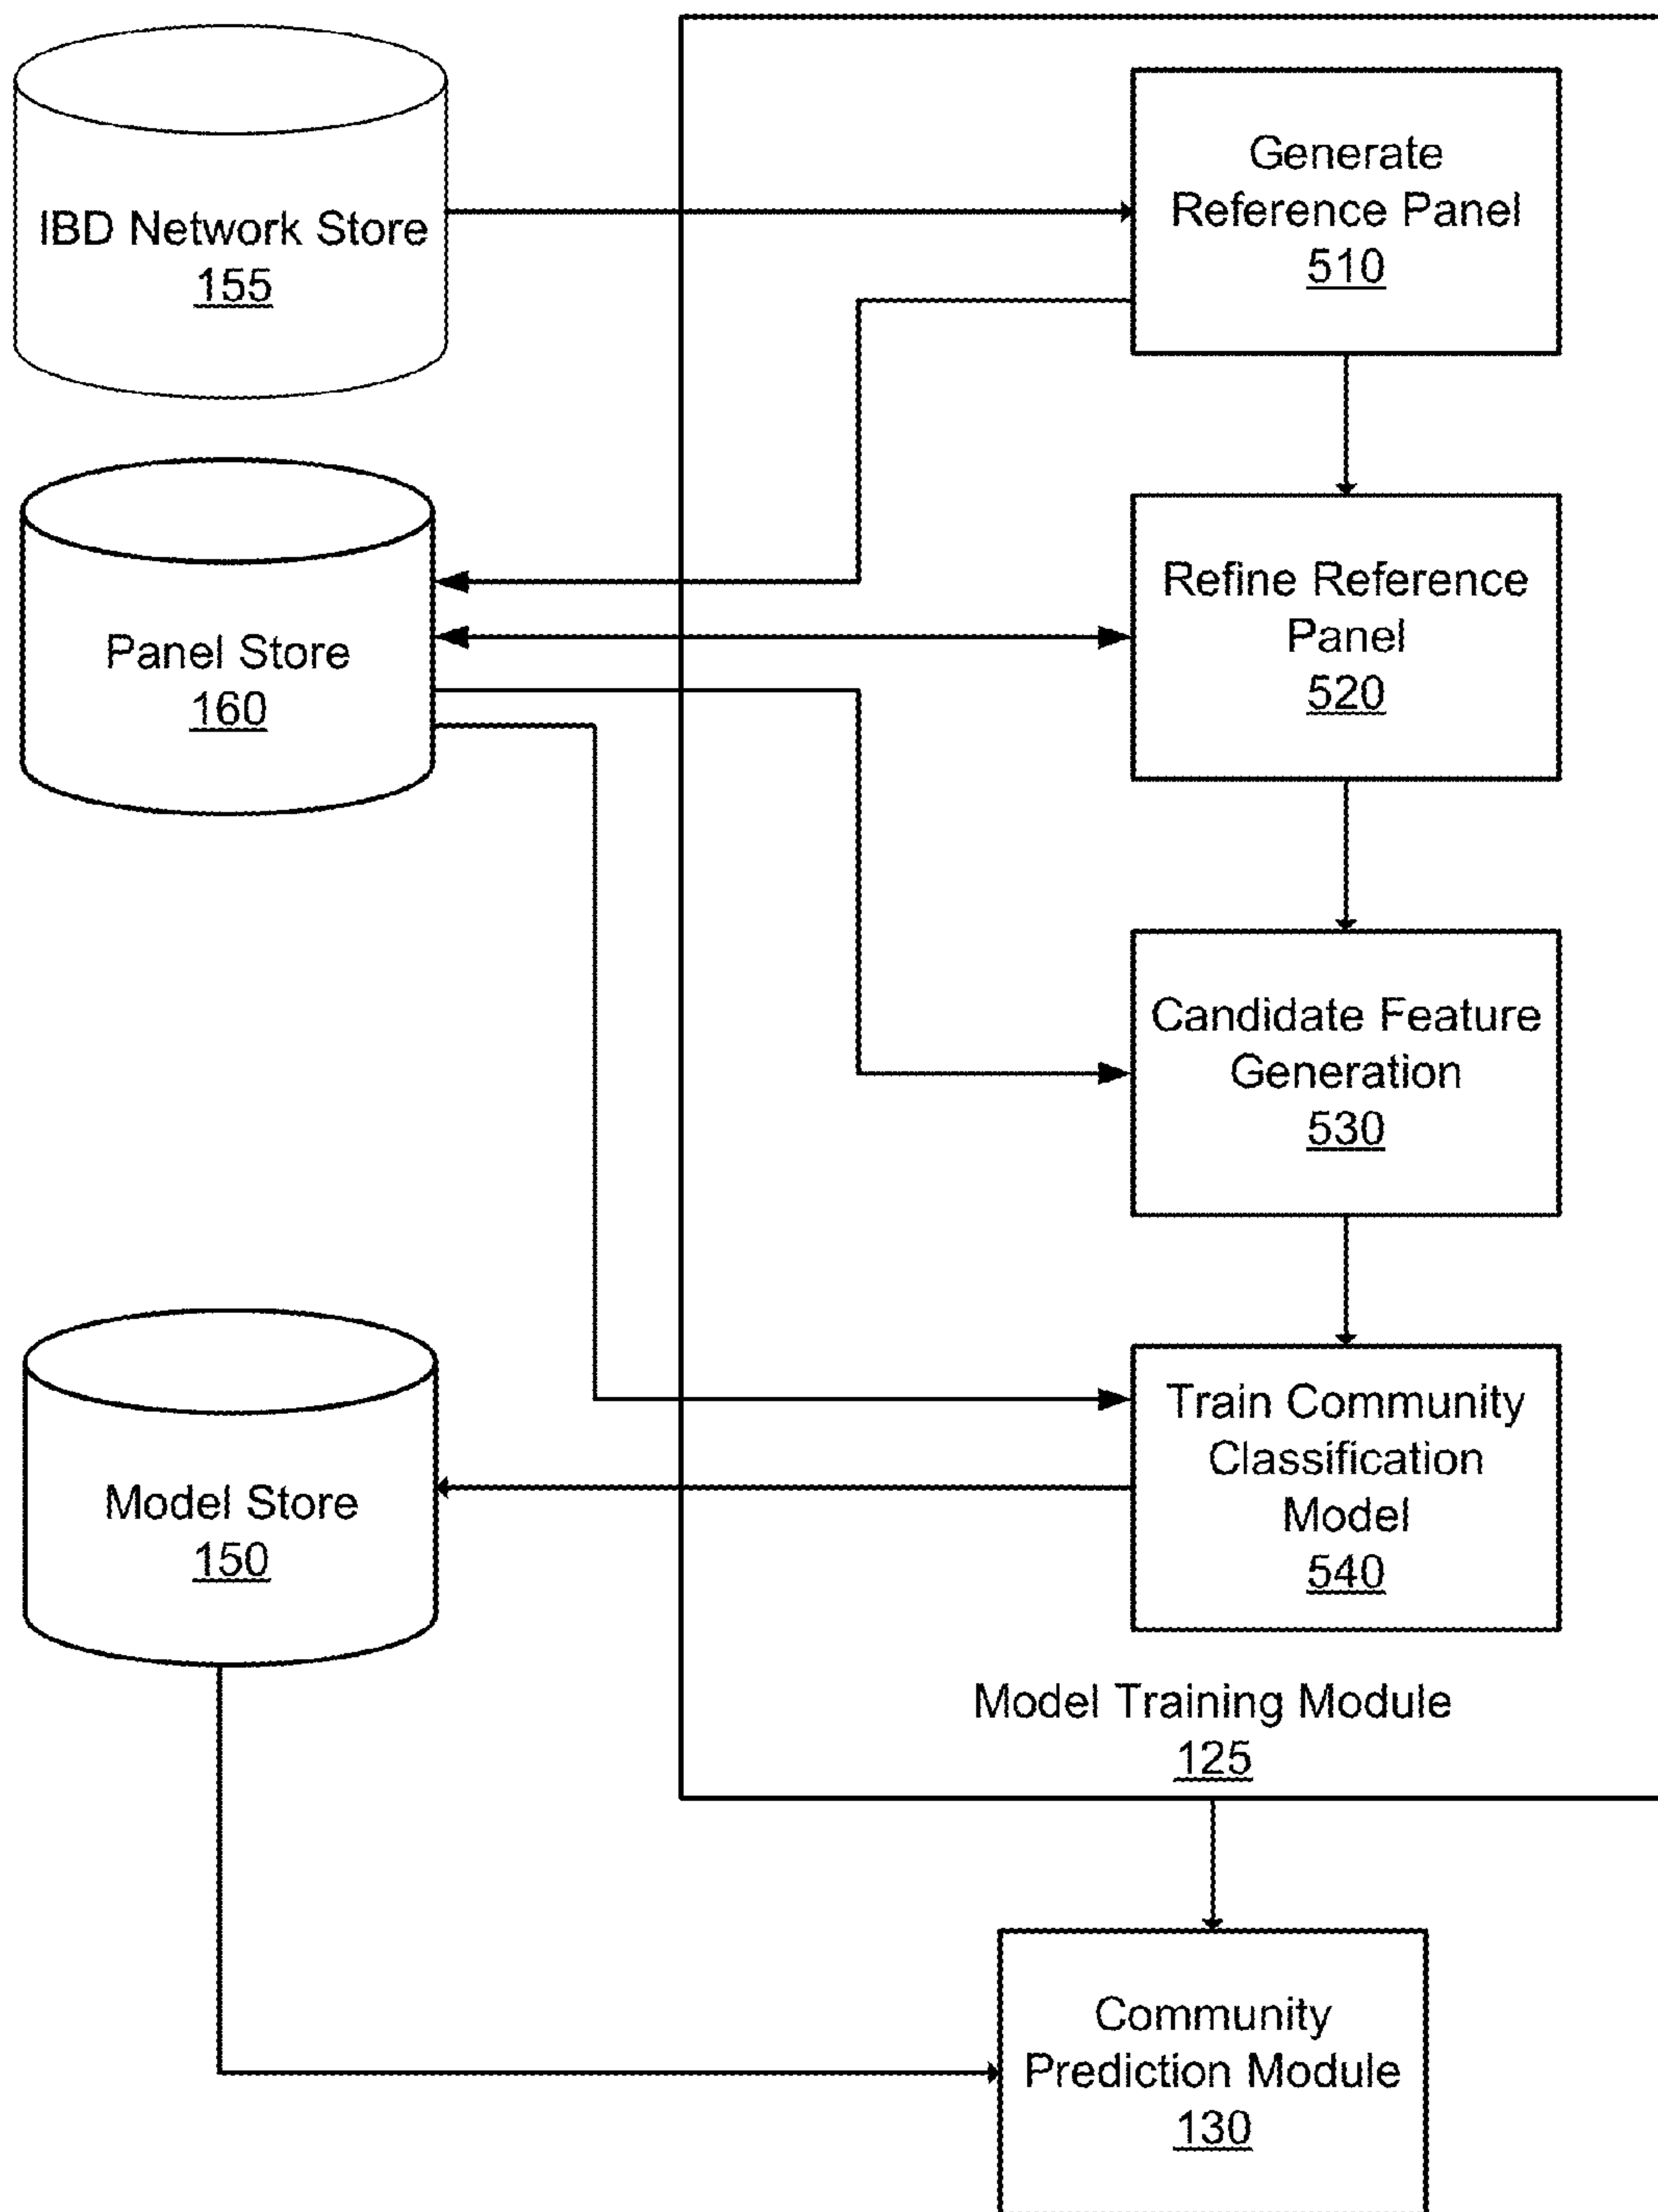 IBD Network Store
155
Generate
Reference Panel
510
Panel Store
160
Refine Reference
Panel
520
Candidate Feature
Generation
530
Model Store
150
Train Community
Classification
Model
540
Model Training Module
125
Community
Prediction Module
130